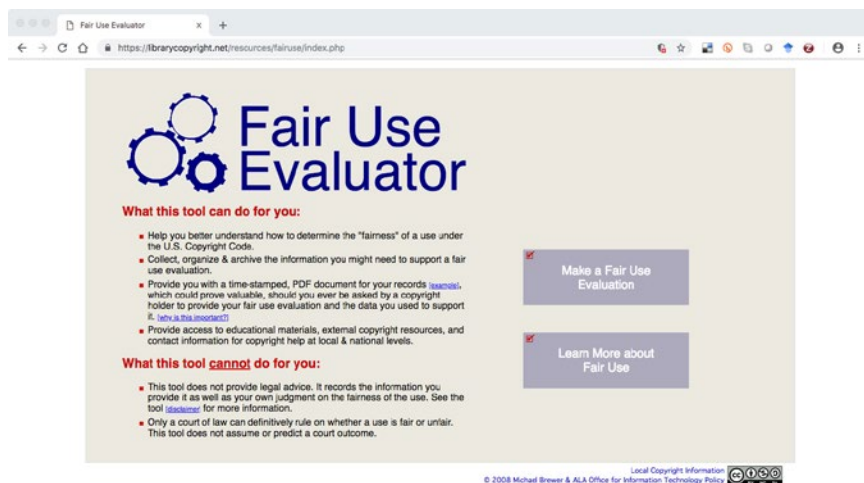 Fair Use Evaluator
https://librarycopyright.net/resources/fairuse/index.php
Fair Use
Evaluator
What this tool can do for you:
Help you better understand how to determine the "fairness" of a use under
the U.S. Copyright Code.
Collect, organize & archive the information you might need to support a fair
use evaluation.
Provide you with a time-stamped, PDF document for your records [example],
which could prove valuable, should you ever be asked by a copyright
holder to provide your fair use evaluation and the data you used to support
it. [why is this important?]
Provide access to educational materials, external copyright resources, and
contact information for copyright help at local & national levels.
What this tool cannot do for you:
This tool does not provide legal advice. It records the information you
provide it as well as your own judgment on the fairness of the use. See the
tool [disclaimer] for more information.
Only a court of law can definitively rule on whether a use is fair or unfair.
This tool does not assume or predict a court outcome.
Make a Fair Use
Evaluation
Learn More about
Fair Use
Local Copyright Information
© 2008 Michael Brewer & ALA Office for Information Technology Policy